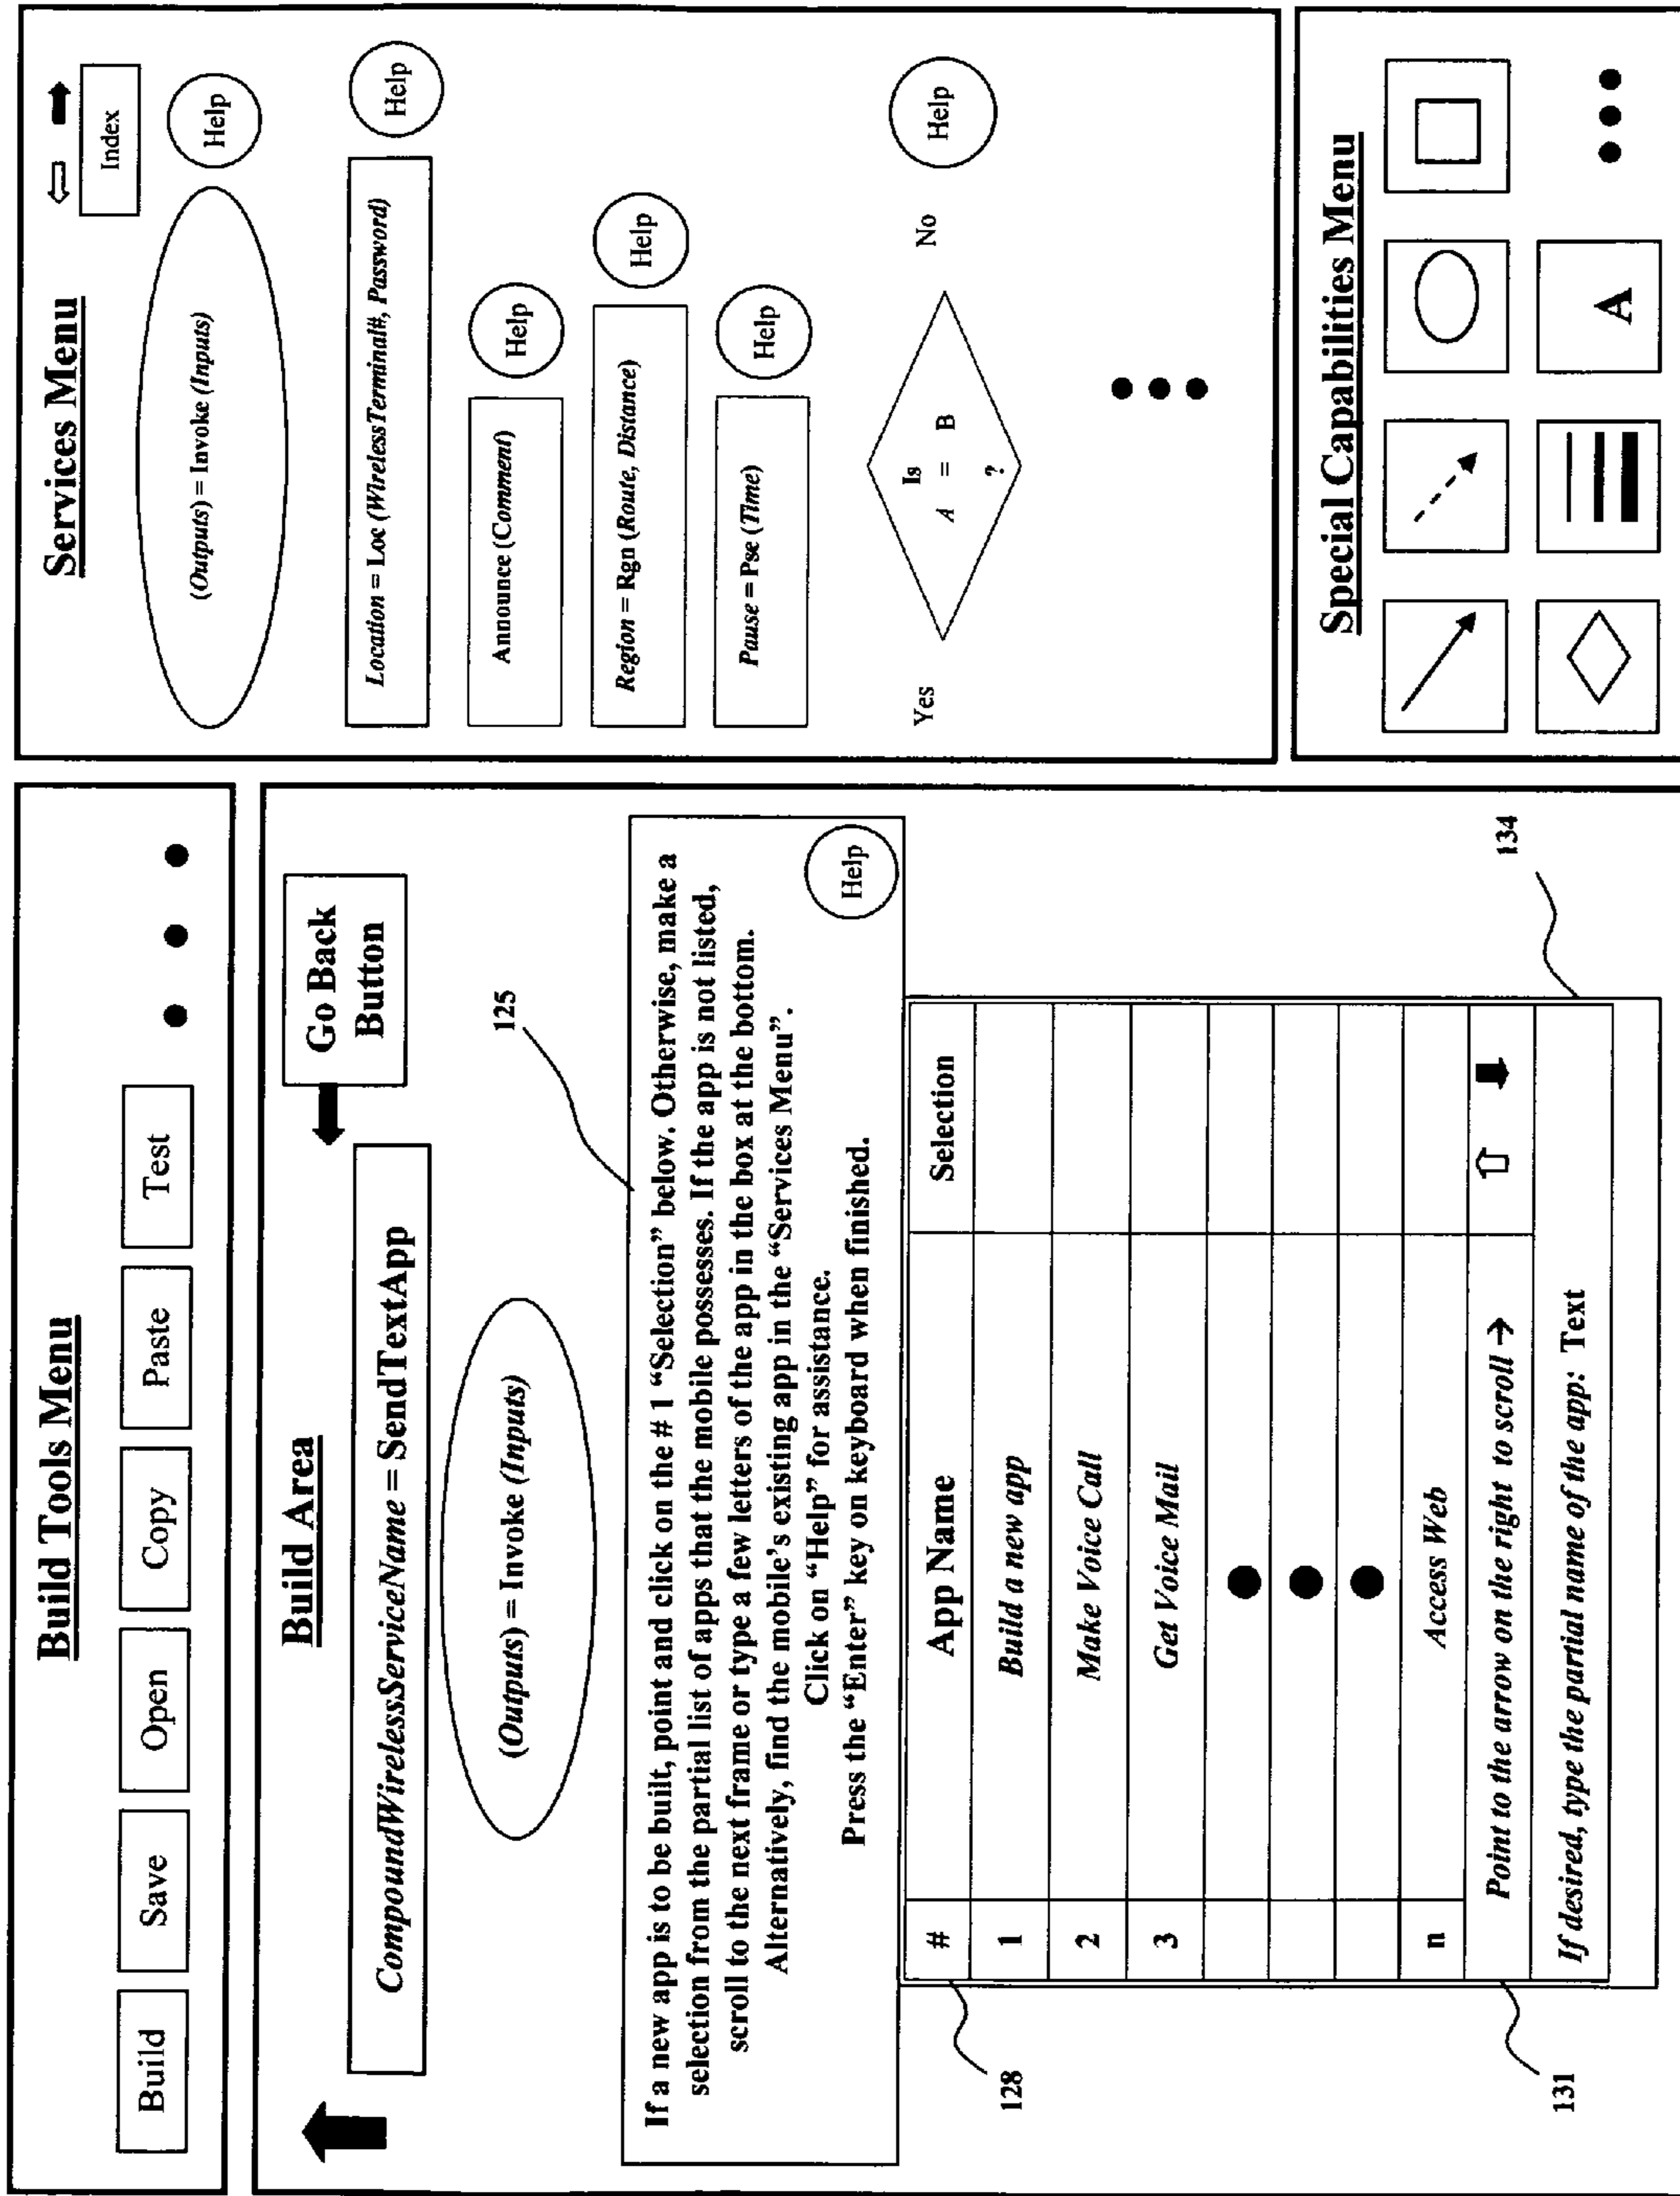 Build Tools Menu
Build Save Open Copy Paste Test
Build Area
Go Back
Button
CompoundWirelessServiceName = SendTextApp
(Outputs) = Invoke (Inputs)
125
If a new app is to be built, point and click on the # 1 “Selection” below. Otherwise, make a
selection from the partial list of apps that the mobile possesses. If the app is not listed,
scroll to the next frame or type a few letters of the app in the box at the bottom.
Alternatively, find the mobile’s existing app in the “Services Menu”.
Click on “Help” for assistance.
Press the “Enter” key on keyboard when finished.
Help
128
# App Name Selection
1 Build a new app
2 Make Voice Call
3 Get Voice Mail
n Access Web
131
Point to the arrow on the right to scroll →
If desired, type the partial name of the app: Text
134
Services Menu
Index
(Outputs) = Invoke (Inputs)
Help
Location = Loc (WirelessTerminal#, Password)
Help
Announce (Comment)
Help
Region = Rgn (Route, Distance)
Help
Pause = Pse (Time)
Help
Yes
Is
A = B
?
No
Help
Special Capabilities Menu
A